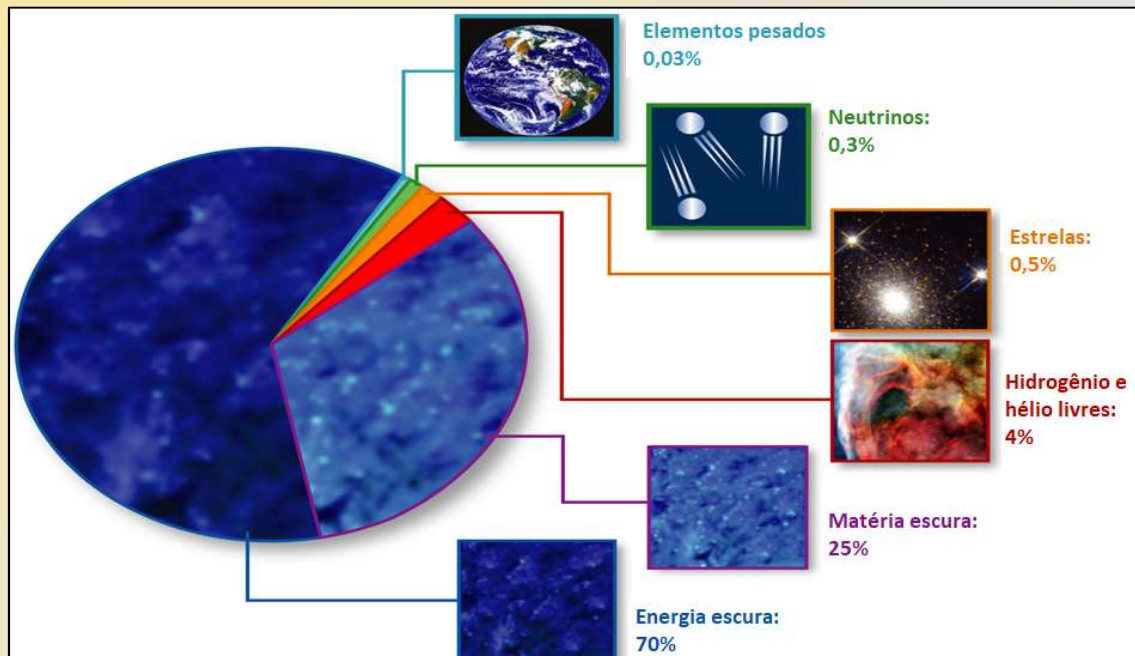 Elementos pesados
0,03%
Neutrinos:
0,3%
Estrelas:
0,5%
Hidrogênio e
hélio livres:
4%
Matéria escura:
25%
Energia escura:
70%